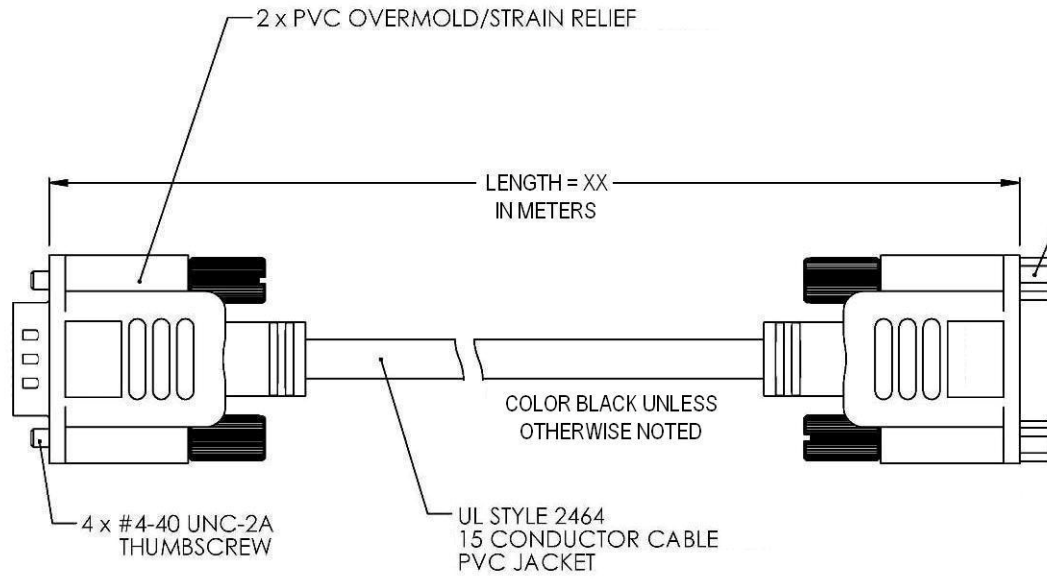 2 x PVC OVERMOLD/STRAIN RELIEF
LENGTH = XX
IN METERS
COLOR BLACK UNLESS
OTHERWISE NOTED
4 x #4-40 UNC-2A
THUMBSCREW
UL STYLE 2464
15 CONDUCTOR CABLE
PVC JACKET